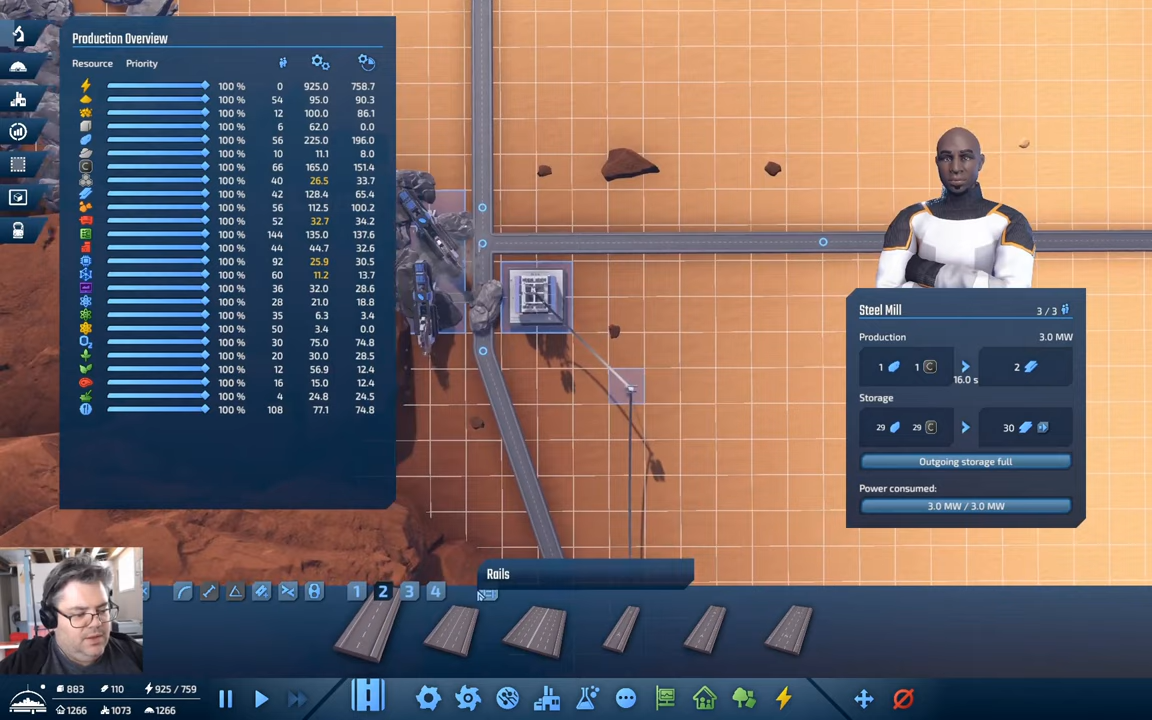 Production Overview
Resource Priority
100 % 0 925.0 758.7
100 % 54 95.0 90.3
100 % 12 100.0 86.1
100 % 6 62.0 0.0
100 % 56 225.0 196.0
100 % 10 11.1 8.0
C 100 % 66 165.0 151.4
100 % 40 26.5 33.7
100 % 42 128.4 65.4
100 % 56 112.5 100.2
100 % 52 32.7 34.2
100 % 144 135.0 137.6
100 % 44 44.7 32.6
100 % 92 25.9 30.5
100 % 60 11.2 13.7
100 % 36 32.0 28.6
100 % 28 21.0 18.8
100 % 35 6.3 3.4
100 % 50 3.4 0.0
O2 100 % 30 75.0 74.8
100 % 20 30.0 28.5
100 % 12 56.9 12.4
100 % 16 15.0 12.4
100 % 4 24.8 24.5
100 % 108 77.1 74.8
Steel Mill 3 / 3
Production 3.0 MW
1 1 C 2
16.0 s
Storage
29 29 C 30
Outgoing storage full
Power consumed:
3.0 MW / 3.0 MW
Rails
1 2 3 4
883 110 925 / 759
1266 1073 1266